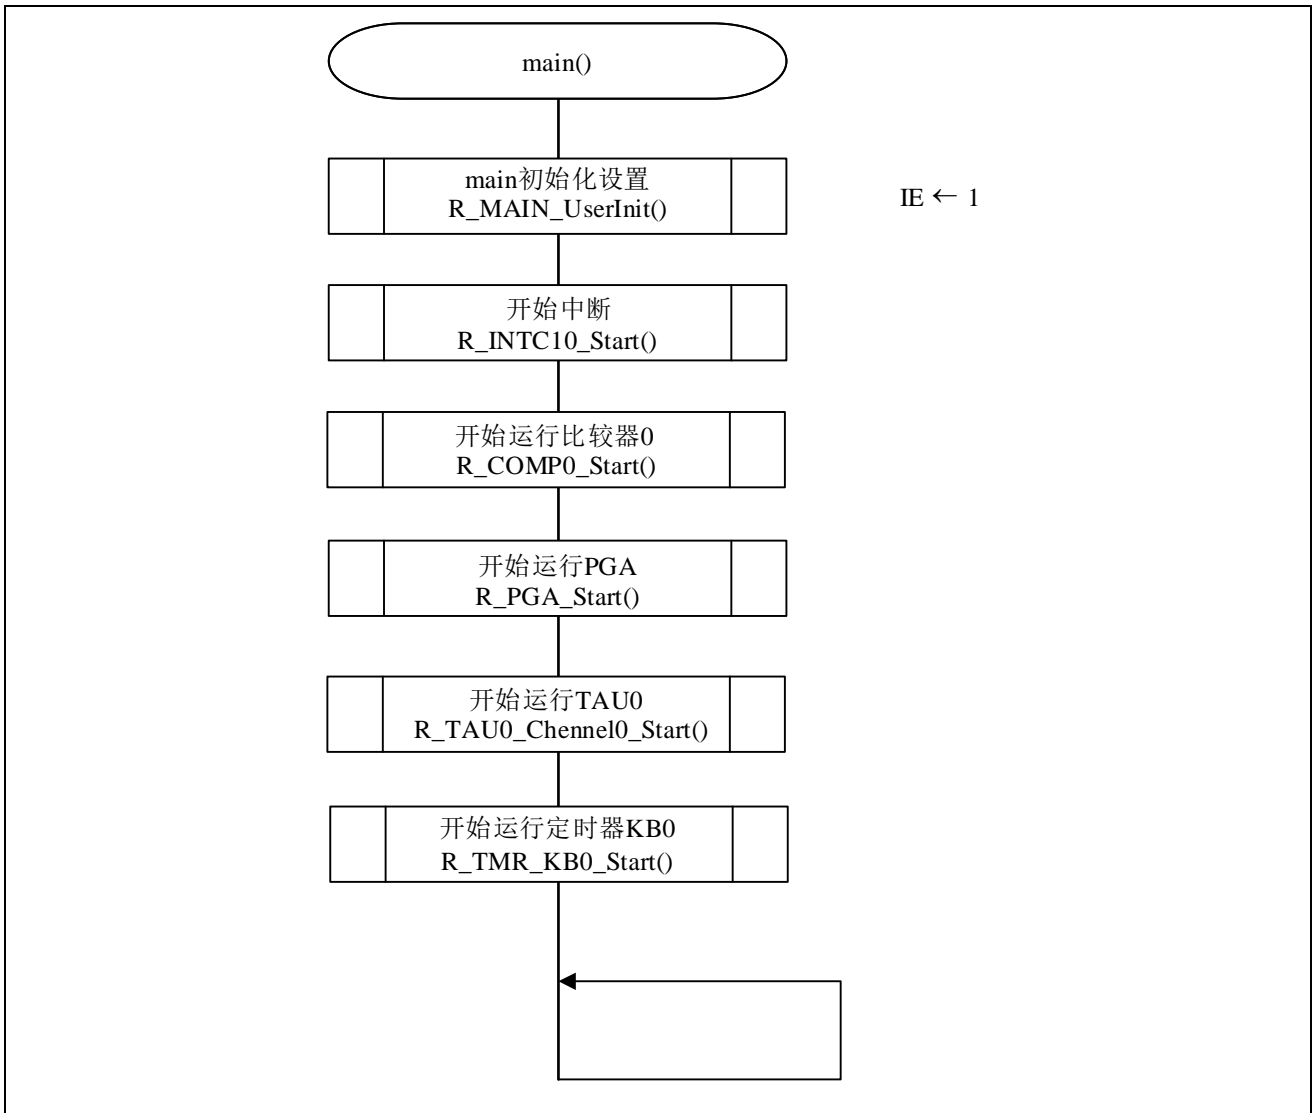 main()
main初始化设置
R_MAIN_UserInit()
IE ← 1
开始中断
R_INTC10_Start()
开始运行比较器0
R_COMP0_Start()
开始运行PGA
R_PGA_Start()
开始运行TAU0
R_TAU0_Chennel0_Start()
开始运行定时器KB0
R_TMR_KB0_Start()